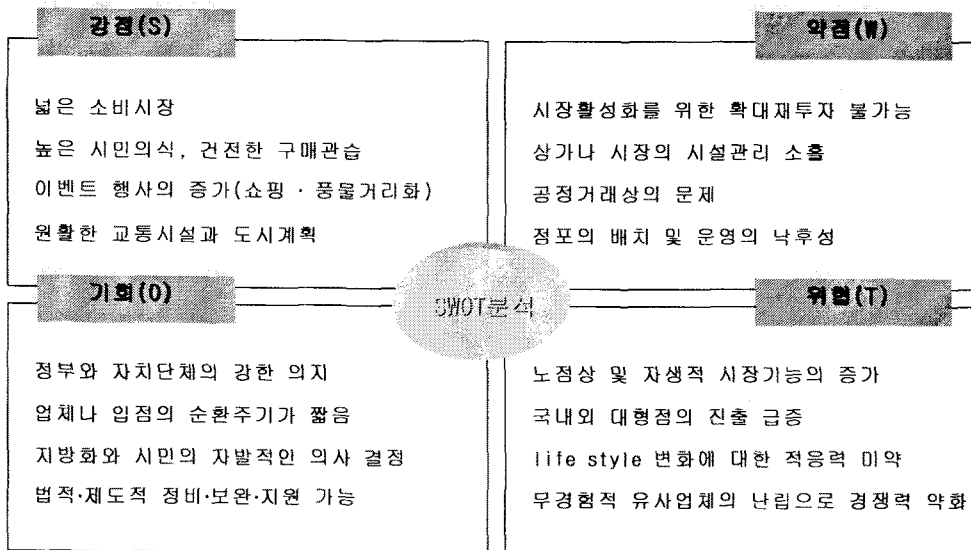 강점(S)
넓은 소비시장
높은 시민의식, 건전한 구매관습
이벤트 행사의 증가(쇼핑 · 풍물거리화)
원활한 교통시설과 도시계획
약점(W)
시장활성화를 위한 확대재투자 불가능
상가나 시장의 시설관리 소홀
공정거래상의 문제
점포의 배치 및 운영의 낙후성
SWOT분석
기회(O)
정부와 자치단체의 강한 의지
업체나 입점의 순환주기가 짧음
지방화와 시민의 자발적인 의사 결정
법적·제도적 정비·보완·지원 가능
위협(T)
노점상 및 자생적 시장기능의 증가
국내외 대형점의 진출 급증
life style 변화에 대한 적응력 미약
무경험적 유사업체의 난립으로 경쟁력 약화